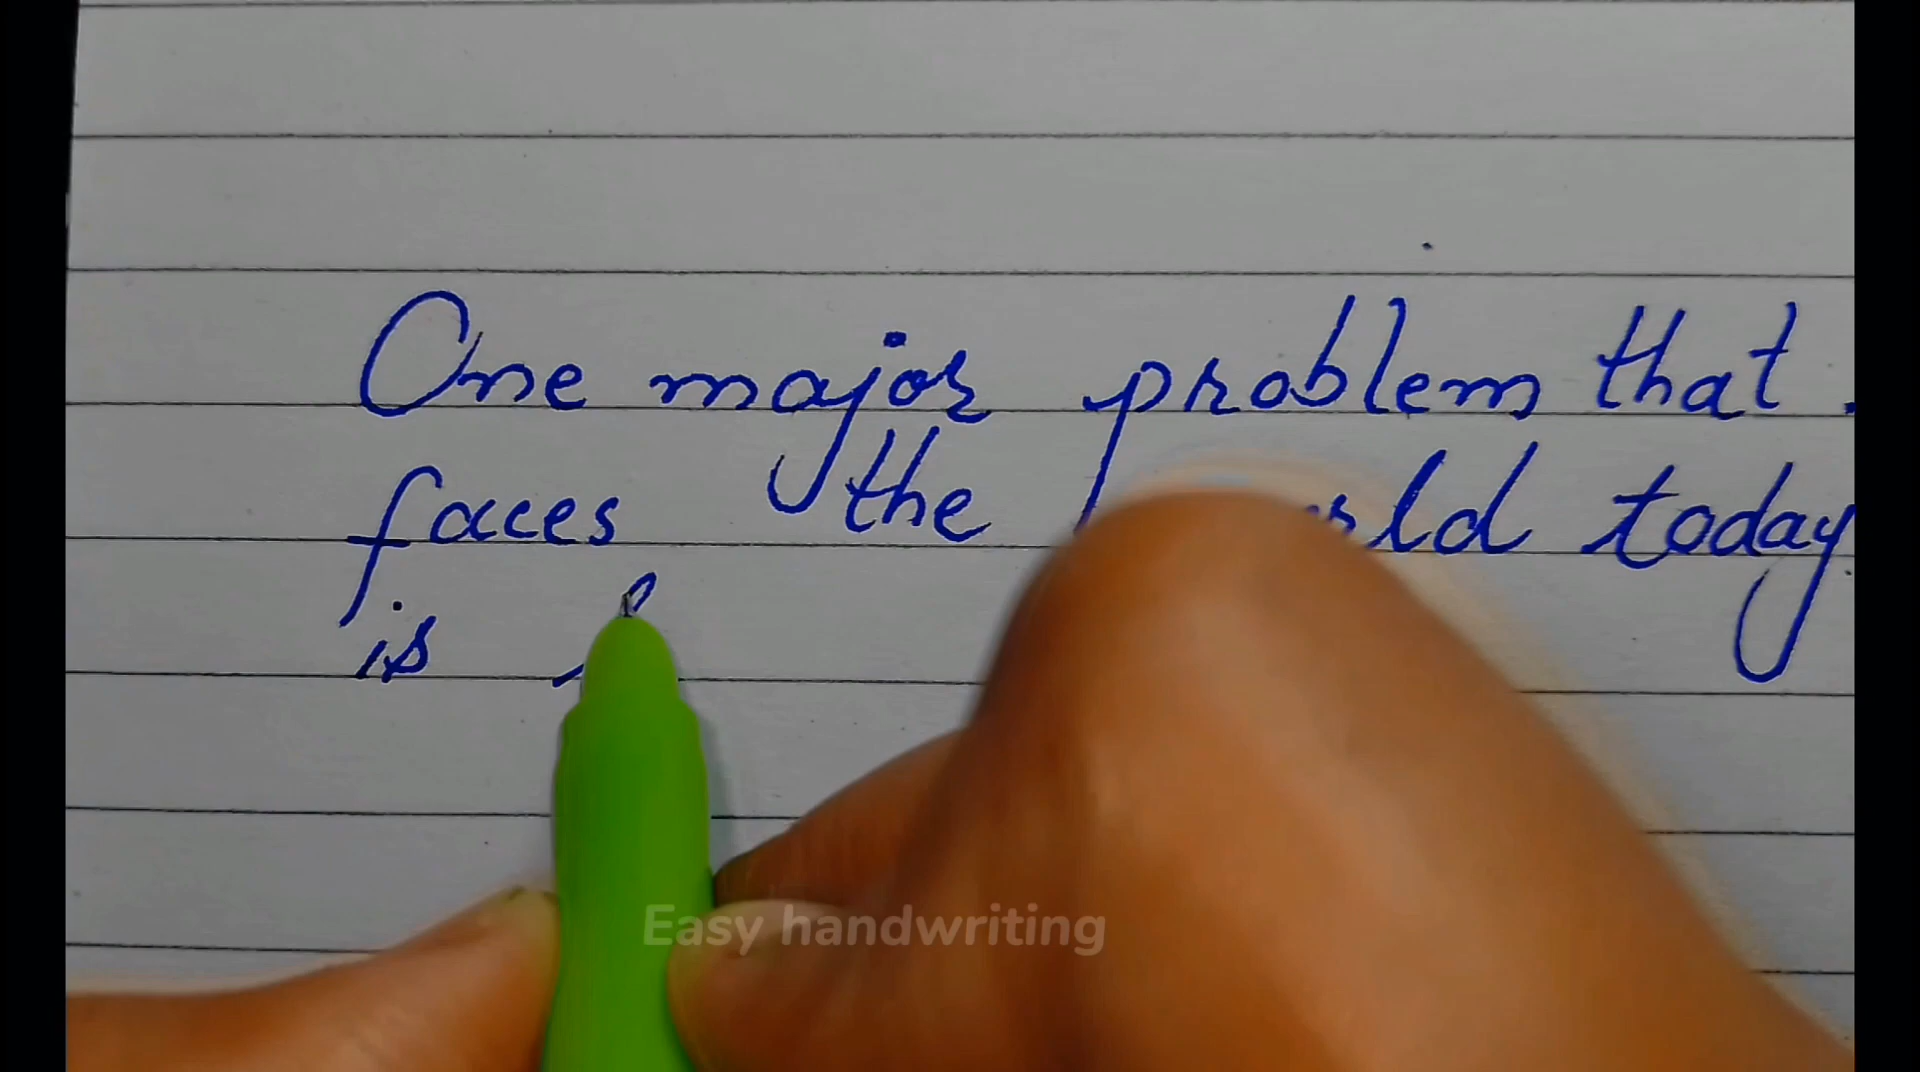 One major problem that
faces the world today
is
Easy handwriting